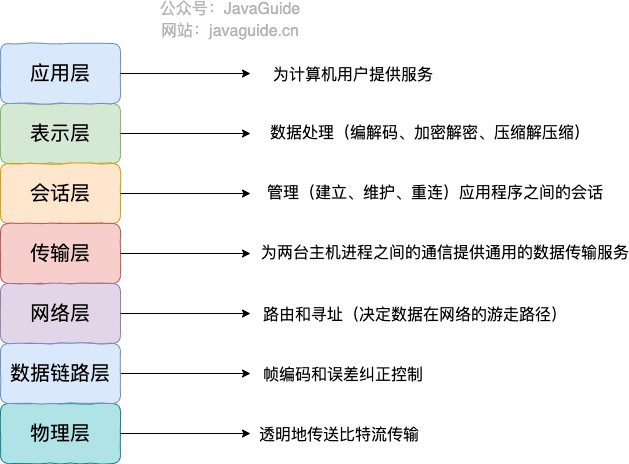 公众号：JavaGuide
网站：javaguide.cn
应用层 为计算机用户提供服务
表示层 数据处理（编解码、加密解密、压缩解压缩）
会话层 管理（建立、维护、重连）应用程序之间的会话
传输层 为两台主机进程之间的通信提供通用的数据传输服务
网络层 路由和寻址（决定数据在网络的游走路径）
数据链路层 帧编码和误差纠正控制
物理层 透明地传送比特流传输